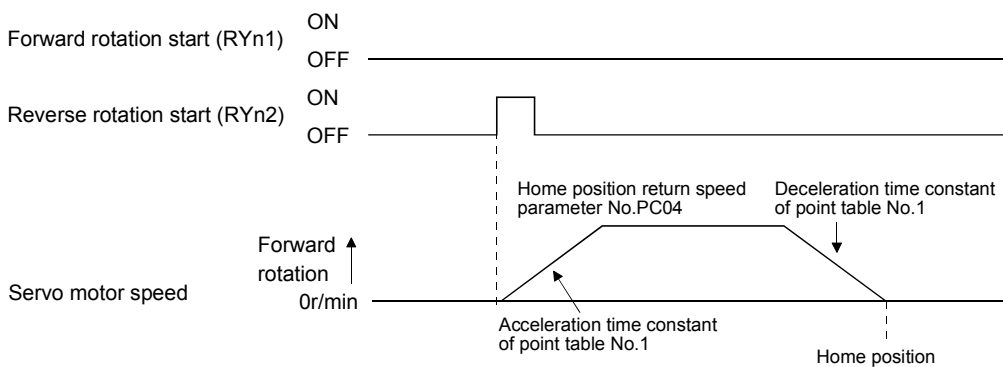 ON
Forward rotation start (RYn1)
OFF
ON
Reverse rotation start (RYn2)
OFF
Home position return speed
parameter No.PC04
Deceleration time constant
of point table No.1
Forward
rotation
Servo motor speed
0r/min
Acceleration time constant
of point table No.1
Home position